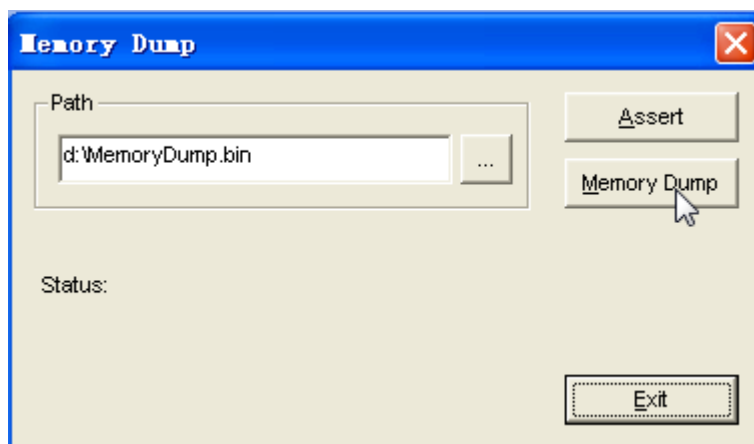 Memory Dump
Path
d:\MemoryDump.bin
...
Assert
Memory Dump
Status:
Exit